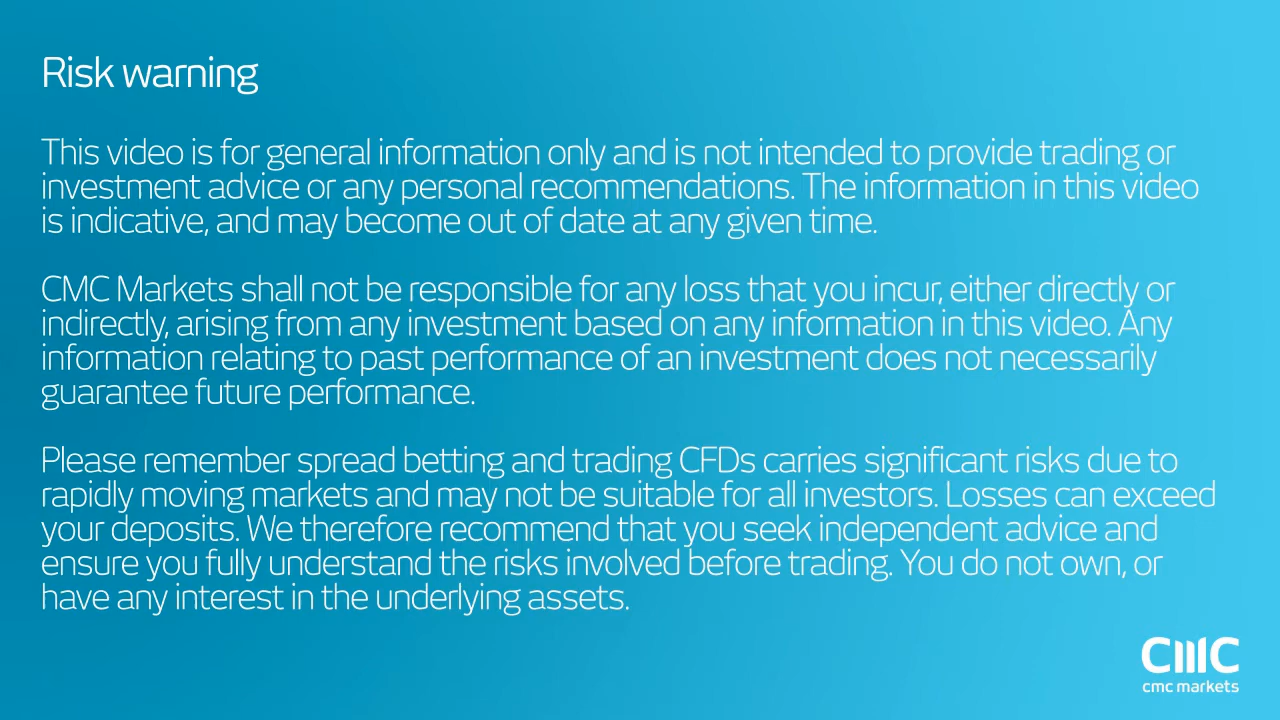 Risk warning
This video is for general information only and is not intended to provide trading or
investment advice or any personal recommendations. The information in this video
is indicative, and may become out of date at any given time.
CMC Markets shall not be responsible for any loss that you incur, either directly or
indirectly, arising from any investment based on any information in this video. Any
information relating to past performance of an investment does not necessarily
guarantee future performance.
Please remember spread betting and trading CFDs carries significant risks due to
rapidly moving markets and may not be suitable for all investors. Losses can exceed
your deposits. We therefore recommend that you seek independent advice and
ensure you fully understand the risks involved before trading. You do not own, or
have any interest in the underlying assets.
CMC
cmc markets